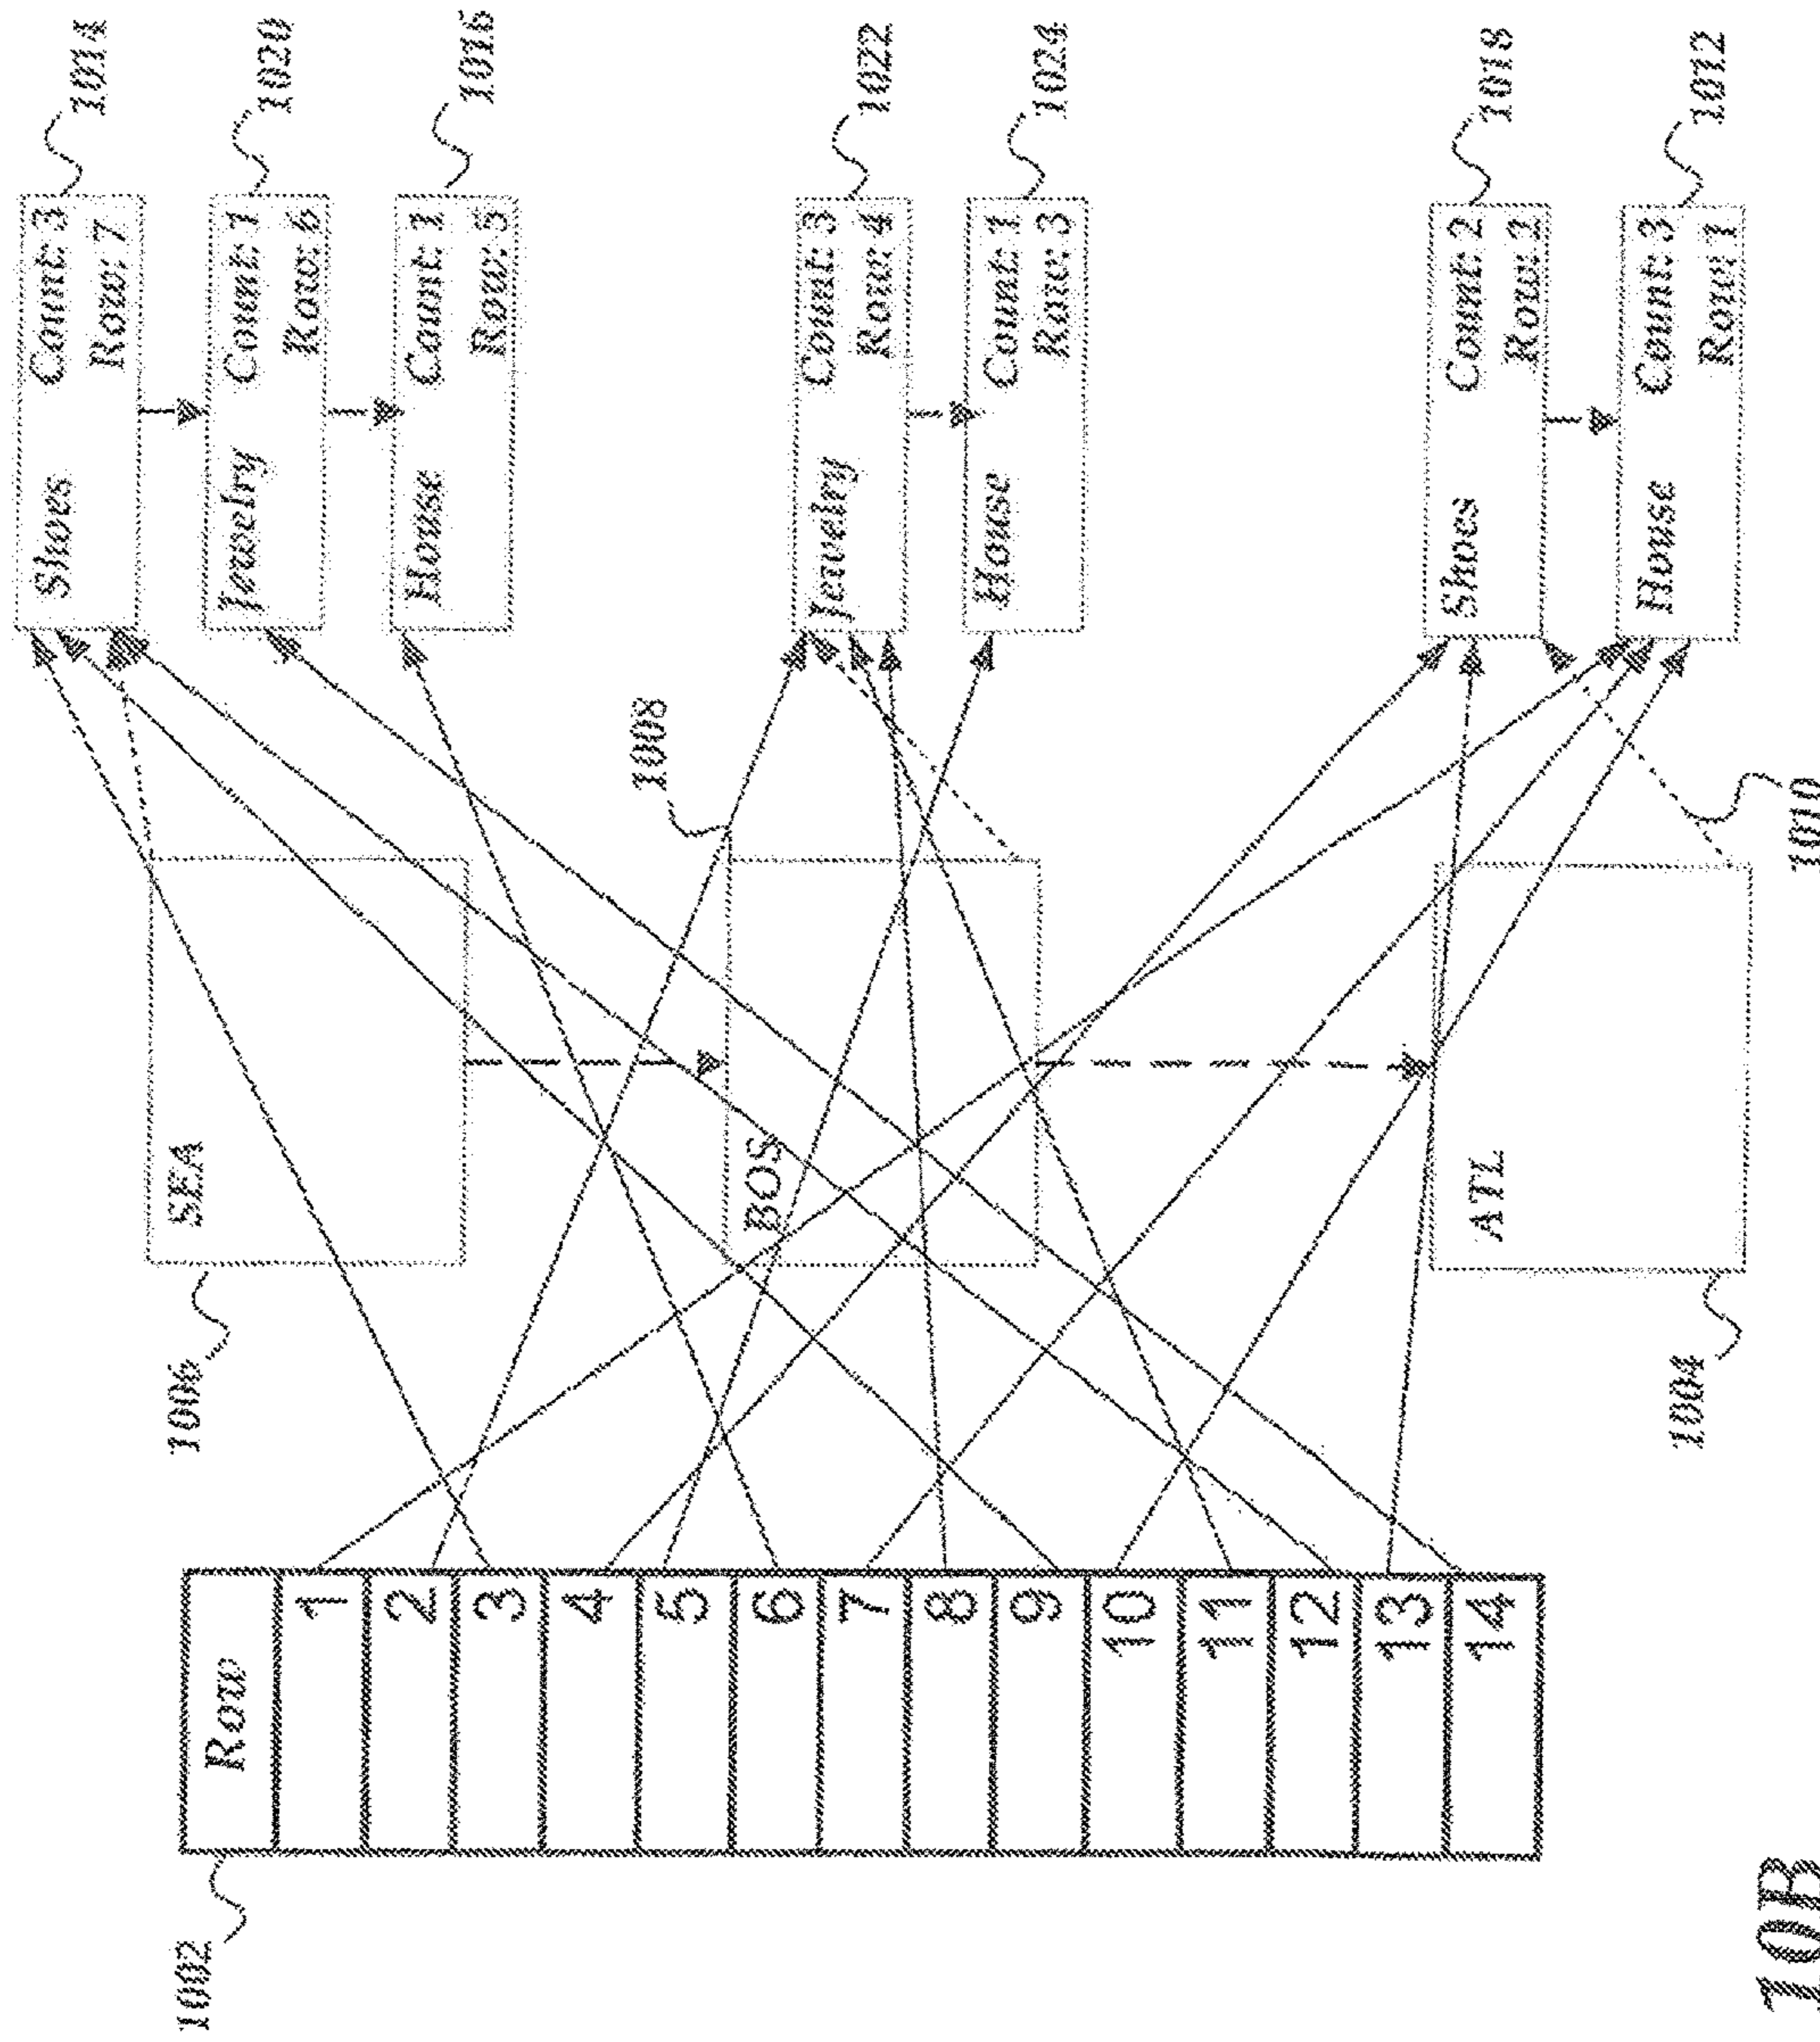 1002
Row
1
2
3
4
5
6
7
8
9
10
11
12
13
14
1006
SEA
1008
BOS
1004
ATL
1010
Shoes Count: 3
Row: 7
1014
Jewelry Count: 1
Row: 6
1020
House Count: 1
Row: 5
1016
Jewelry Count: 3
Row: 4
1022
House Count: 1
Row: 3
1024
Shoes Count: 2
Row: 2
1018
House Count: 3
Row: 1
1012
10B